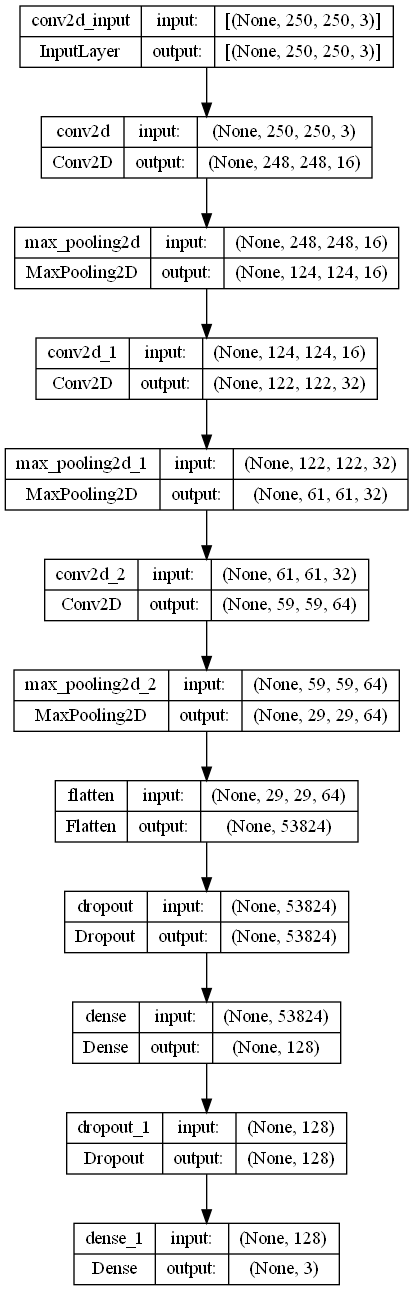 conv2d_input input: [(None, 250, 250, 3)]
InputLayer output: [(None, 250, 250, 3)]
conv2d input: (None, 250, 250, 3)
Conv2D output: (None, 248, 248, 16)
max_pooling2d input: (None, 248, 248, 16)
MaxPooling2D output: (None, 124, 124, 16)
conv2d_1 input: (None, 124, 124, 16)
Conv2D output: (None, 122, 122, 32)
max_pooling2d_1 input: (None, 122, 122, 32)
MaxPooling2D output: (None, 61, 61, 32)
conv2d_2 input: (None, 61, 61, 32)
Conv2D output: (None, 59, 59, 64)
max_pooling2d_2 input: (None, 59, 59, 64)
MaxPooling2D output: (None, 29, 29, 64)
flatten input: (None, 29, 29, 64)
Flatten output: (None, 53824)
dropout input: (None, 53824)
Dropout output: (None, 53824)
dense input: (None, 53824)
Dense output: (None, 128)
dropout_1 input: (None, 128)
Dropout output: (None, 128)
dense_1 input: (None, 128)
Dense output: (None, 3)